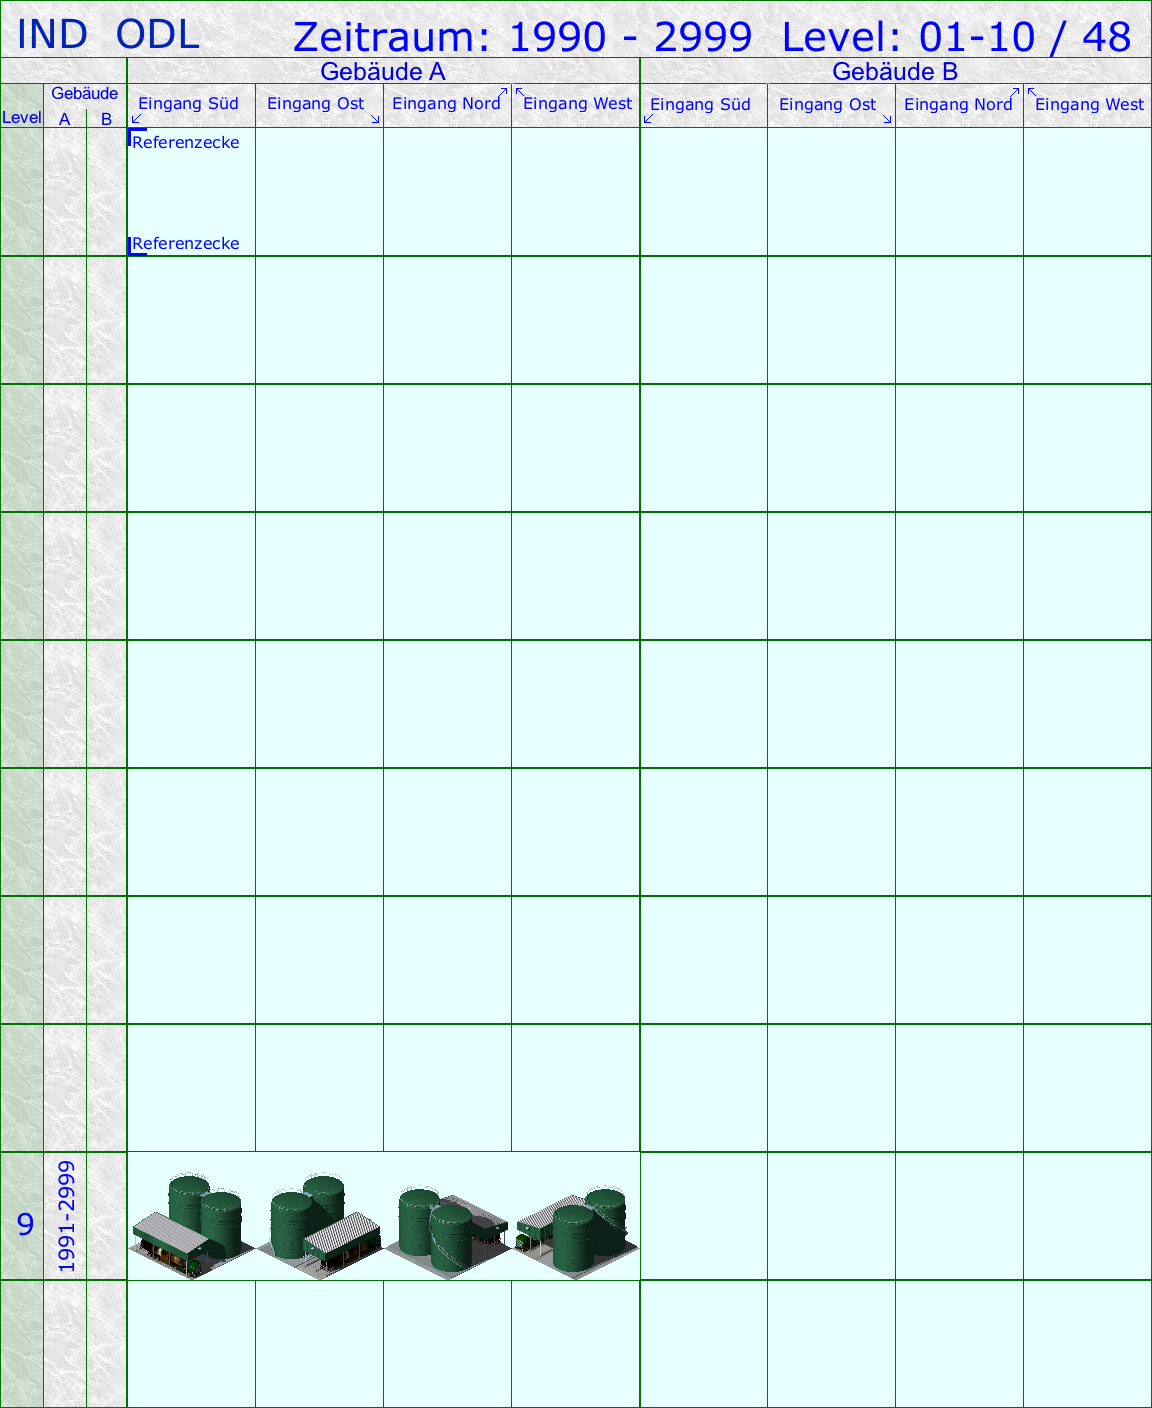 IND ODL Zeitraum: 1990 - 2999 Level: 01-10 / 48
Gebäude A Gebäude B
Level Gebäude A B Eingang Süd Eingang Ost Eingang Nord Eingang West Eingang Süd Eingang Ost Eingang Nord Eingang West
Referenzecke
Referenzecke
9 1991-2999